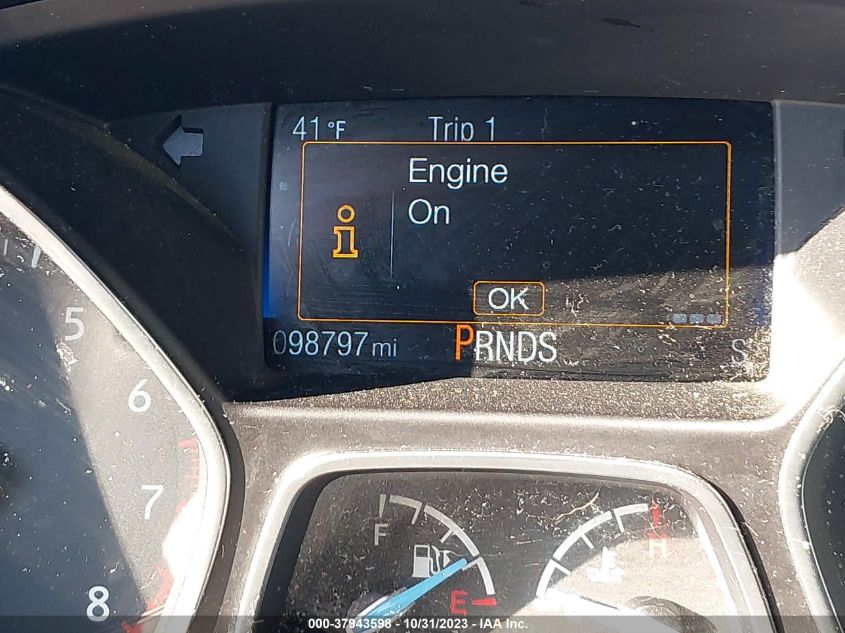 41°F Trip 1
Engine
On
i
OK
098797 mi PRNDS S
5
6
7
8
F
E
H
000-37943598 - 10/31/2023 - IAA Inc.